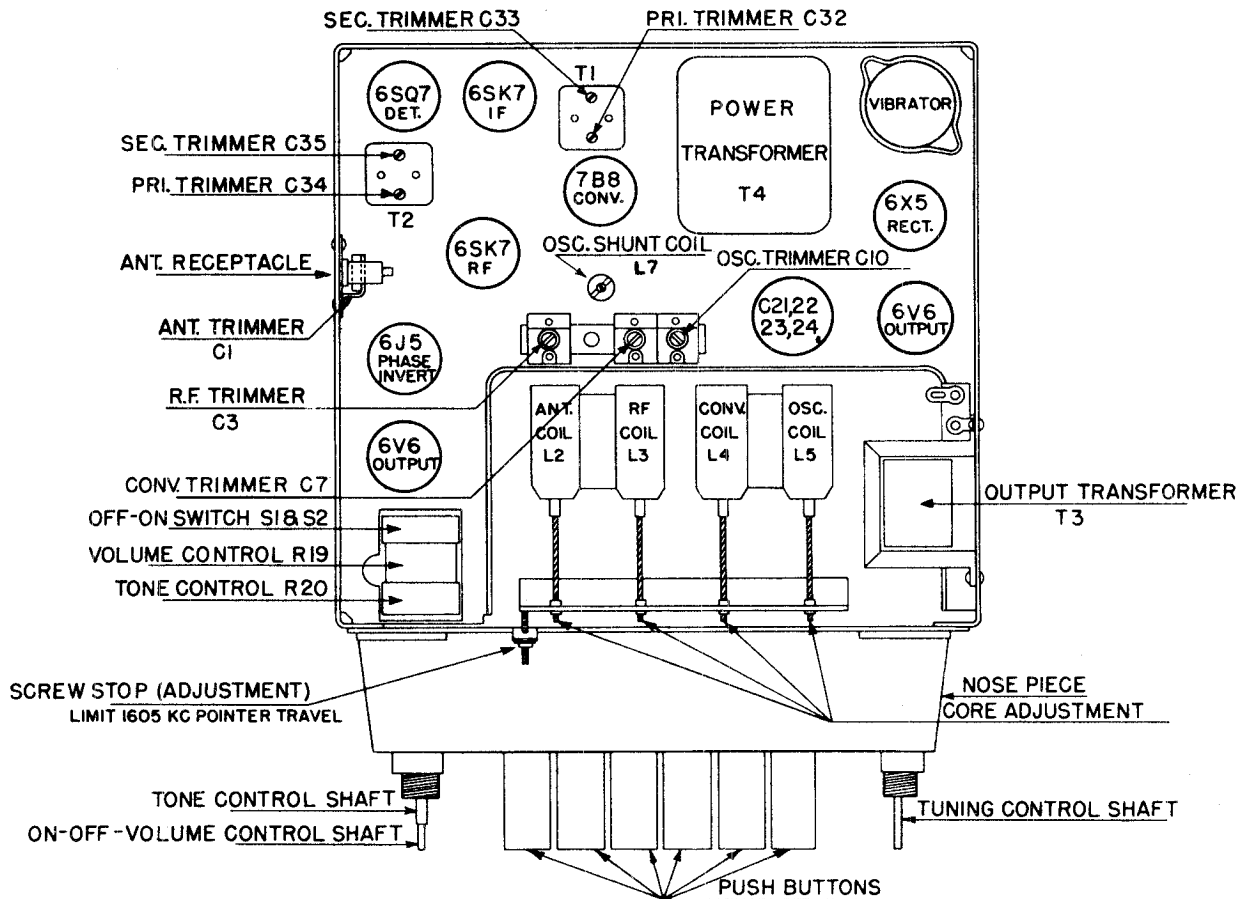 SEC. TRIMMER C33
PRI. TRIMMER C32
T1
6SQ7
DET.
6SK7
IF
POWER
TRANSFORMER
T4
VIBRATOR
SEC. TRIMMER C35
PRI. TRIMMER C34
T2
7B8
CONV.
6X5
RECT.
6SK7
RF
OSC. SHUNT COIL
L7
OSC. TRIMMER C10
ANT. RECEPTACLE
ANT. TRIMMER
C1
C21,22
23,24
6V6
OUTPUT
6J5
PHASE
INVERT
R.F. TRIMMER
C3
ANT.
COIL
L2
RF
COIL
L3
CONV.
COIL
L4
OSC.
COIL
L5
6V6
OUTPUT
CONV. TRIMMER C7
OFF-ON SWITCH S1&S2
VOLUME CONTROL R19
TONE CONTROL R20
OUTPUT TRANSFORMER
T3
SCREW STOP (ADJUSTMENT)
LIMIT 1605 KC POINTER TRAVEL
NOSE PIECE
CORE ADJUSTMENT
TONE CONTROL SHAFT
ON-OFF-VOLUME CONTROL SHAFT
TUNING CONTROL SHAFT
PUSH BUTTONS